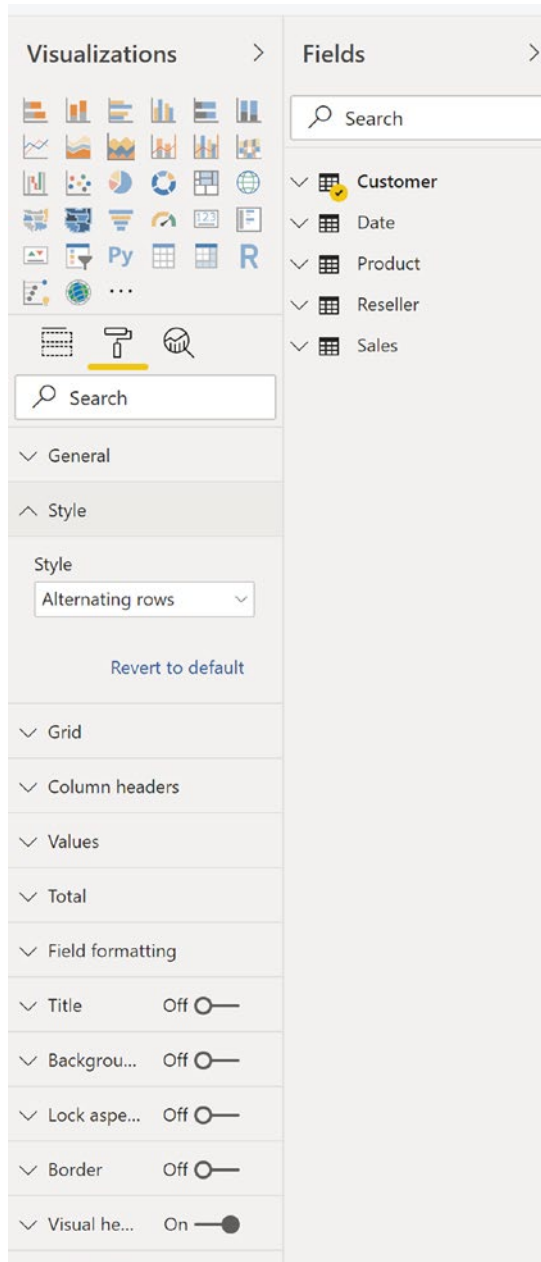 Visualizations
Fields
Search
Customer
Date
Product
Reseller
Sales
123
Py
R
Search
General
Style
Style
Alternating rows
Revert to default
Grid
Column headers
Values
Total
Field formatting
Title Off
Backgrou... Off
Lock aspe... Off
Border Off
Visual he... On